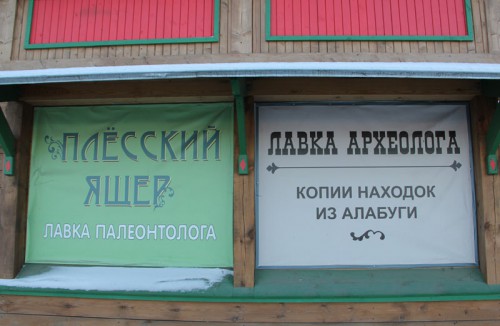 ПЛЁССКИЙ
ЯЩЕР
ЛАВКА ПАЛЕОНТОЛОГА
ЛАВКА АРХЕОЛОГА
КОПИИ НАХОДОК
ИЗ АЛАБУГИ